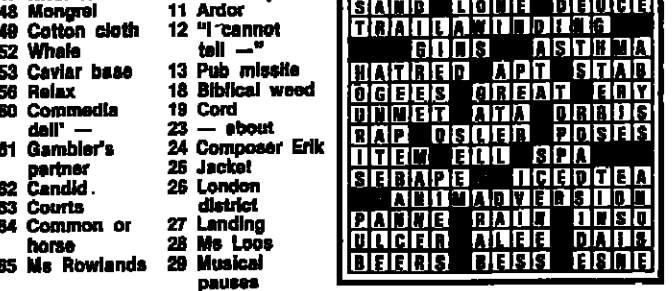 48 Mongrel
49 Cotton cloth
52 Whale
53 Caviar base
56 Relax
60 Commedia
dell' —
61 Gambler's
partner
62 Candid.
63 Courts
64 Common or
horse
65 Ms Rowlands
11 Ardor
12 "I cannot
tell —"
13 Pub missile
18 Biblical weed
19 Cord
23 — about
24 Composer Erik
25 Jacket
26 London
district
27 Landing
28 Ms Loos
29 Musical
pauses
SAND LONE DEUCE
TRAILAWINDING
GINS ASTHMA
HATRED APT STAB
OGEES GREAT ERY
UNMET ATA ORBIS
RAP OSLER POSES
ITEM ELL SPA
SERAPE ICEDTEA
ANIMADVERSION
PANNE RAIN INSO
ULCER ALEE DAIS
BEERS BESS ESNE